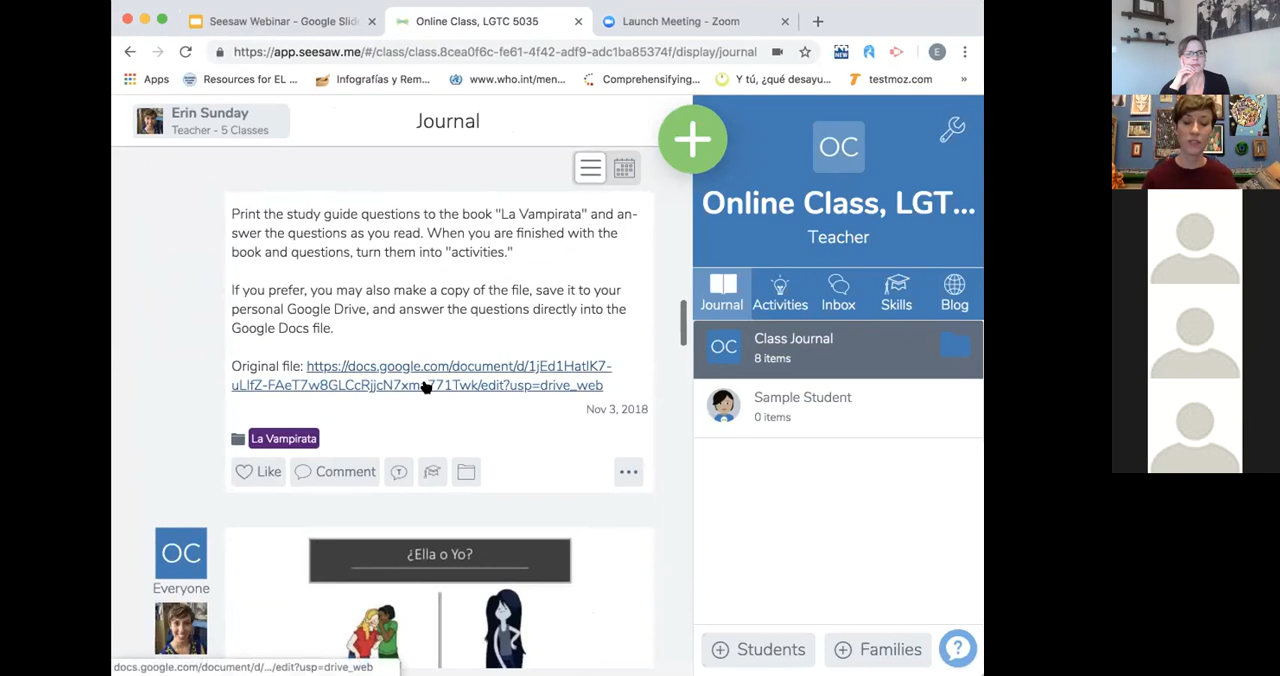 Seesaw Webinar - Google Slid
Online Class, LGTC 5035
Launch Meeting - Zoom
https://app.seesaw.me/#/class/class.8cea0f6c-fe61-4f42-adf9-adc1ba85374f/display/journal
NEW
E
Apps
Resources for EL ...
Infografías y Rem...
www.who.int/men...
Comprehensifying...
Y tú, ¿qué desayu...
testmoz.com
»
Erin Sunday
Teacher - 5 Classes
Journal
OC
Online Class, LGT...
Teacher
Print the study guide questions to the book "La Vampirata" and an-
swer the questions as you read. When you are finished with the
book and questions, turn them into "activities."
If you prefer, you may also make a copy of the file, save it to your
personal Google Drive, and answer the questions directly into the
Google Docs file.
Original file: https://docs.google.com/document/d/1jEd1HatIK7-
Nov 3, 2018
La Vampirata
Like
Comment
T
Journal
Activities
Inbox
Skills
Blog
OC
Class Journal
8 items
Sample Student
0 items
OC
Everyone
¿Ella o Yo?
docs.google.com/document/d/.../edit?usp=drive_web
Students
Families
?